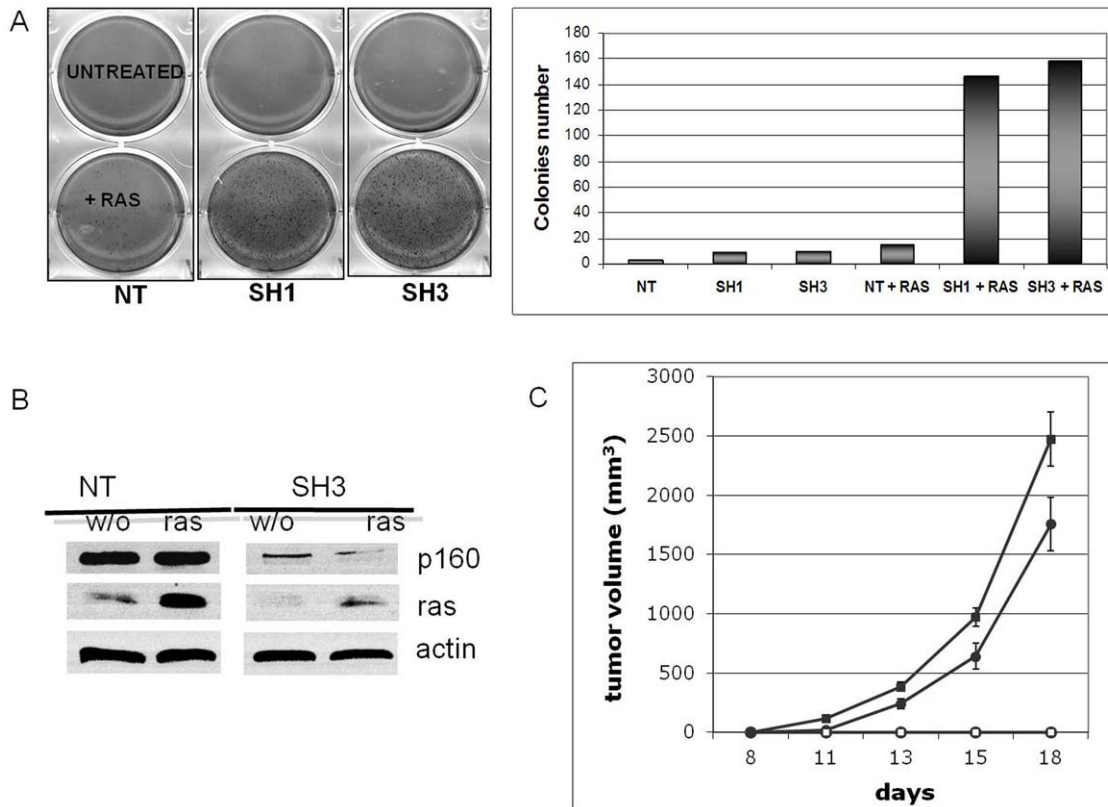 A
UNTREATED
+ RAS
NT SH1 SH3
Colonies number
180
160
140
120
100
80
60
40
20
0
NT SH1 SH3 NT + RAS SH1 + RAS SH3 + RAS
B
NT SH3
w/o ras w/o ras
p160
ras
actin
C
tumor volume (mm³)
3000
2500
1500
1000
500
0
8 11 13 15 18
days